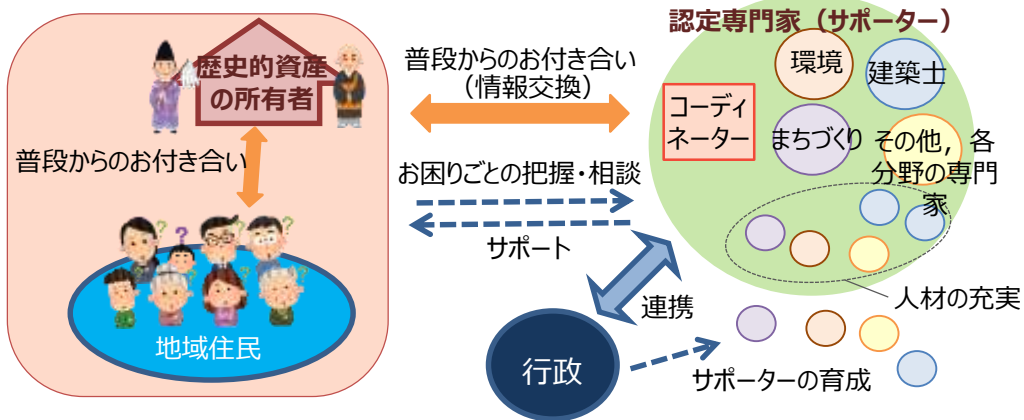 歴史的資産
の所有者
普段からのお付き合い
地域住民
普段からのお付き合い
（情報交換）
お困りごとの把握・相談
サポート
連携
行政
認定専門家（サポーター）
コーディ
ネーター
環境
建築士
まちづくり
その他，各
分野の専門
家
人材の充実
サポーターの育成